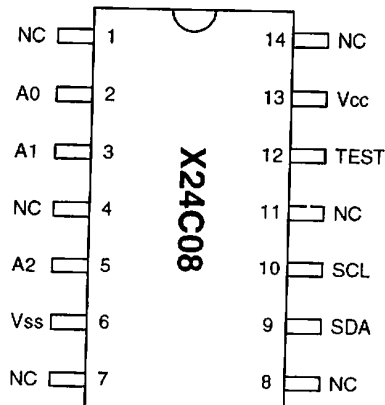 NC 1 14 NC
A0 2 13 Vcc
A1 3 12 TEST
NC 4 11 NC
A2 5 10 SCL
Vss 6 9 SDA
NC 7 8 NC
X24C08